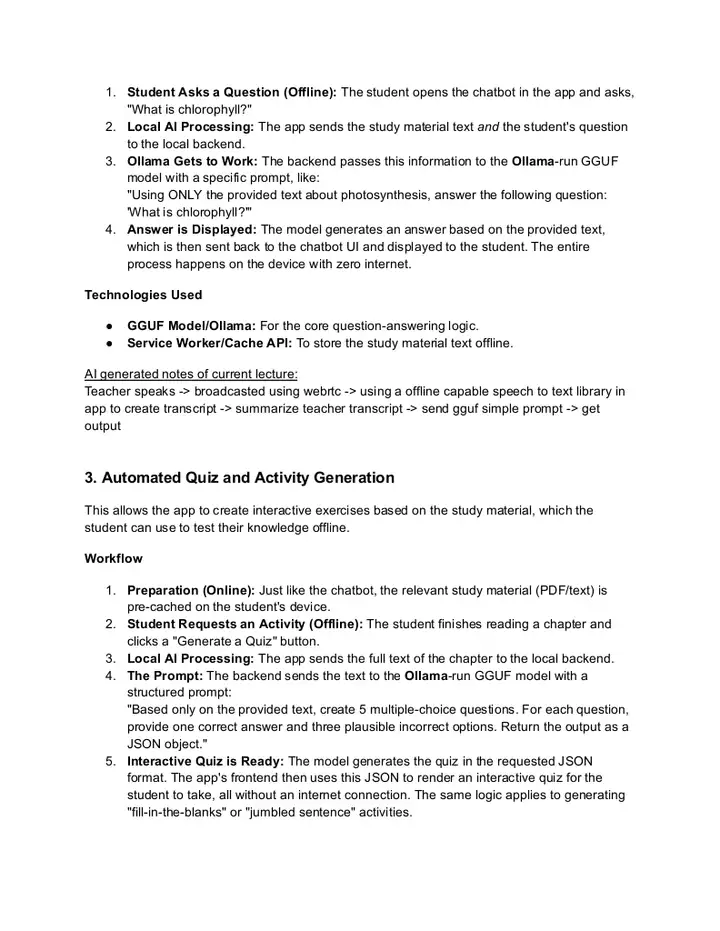 1. Student Asks a Question (Offline): The student opens the chatbot in the app and asks,
"What is chlorophyll?"
2. Local AI Processing: The app sends the study material text and the student's question
to the local backend.
3. Ollama Gets to Work: The backend passes this information to the Ollama-run GGUF
model with a specific prompt, like:
"Using ONLY the provided text about photosynthesis, answer the following question:
'What is chlorophyll?'"
4. Answer is Displayed: The model generates an answer based on the provided text,
which is then sent back to the chatbot UI and displayed to the student. The entire
process happens on the device with zero internet.
Technologies Used
● GGUF Model/Ollama: For the core question-answering logic.
● Service Worker/Cache API: To store the study material text offline.
AI generated notes of current lecture:
Teacher speaks -> broadcasted using webrtc -> using a offline capable speech to text library in
app to create transcript -> summarize teacher transcript -> send gguf simple prompt -> get
output
3. Automated Quiz and Activity Generation
This allows the app to create interactive exercises based on the study material, which the
student can use to test their knowledge offline.
Workflow
1. Preparation (Online): Just like the chatbot, the relevant study material (PDF/text) is
pre-cached on the student's device.
2. Student Requests an Activity (Offline): The student finishes reading a chapter and
clicks a "Generate a Quiz" button.
3. Local AI Processing: The app sends the full text of the chapter to the local backend.
4. The Prompt: The backend sends the text to the Ollama-run GGUF model with a
structured prompt:
"Based only on the provided text, create 5 multiple-choice questions. For each question,
provide one correct answer and three plausible incorrect options. Return the output as a
JSON object."
5. Interactive Quiz is Ready: The model generates the quiz in the requested JSON
format. The app's frontend then uses this JSON to render an interactive quiz for the
student to take, all without an internet connection. The same logic applies to generating
"fill-in-the-blanks" or "jumbled sentence" activities.